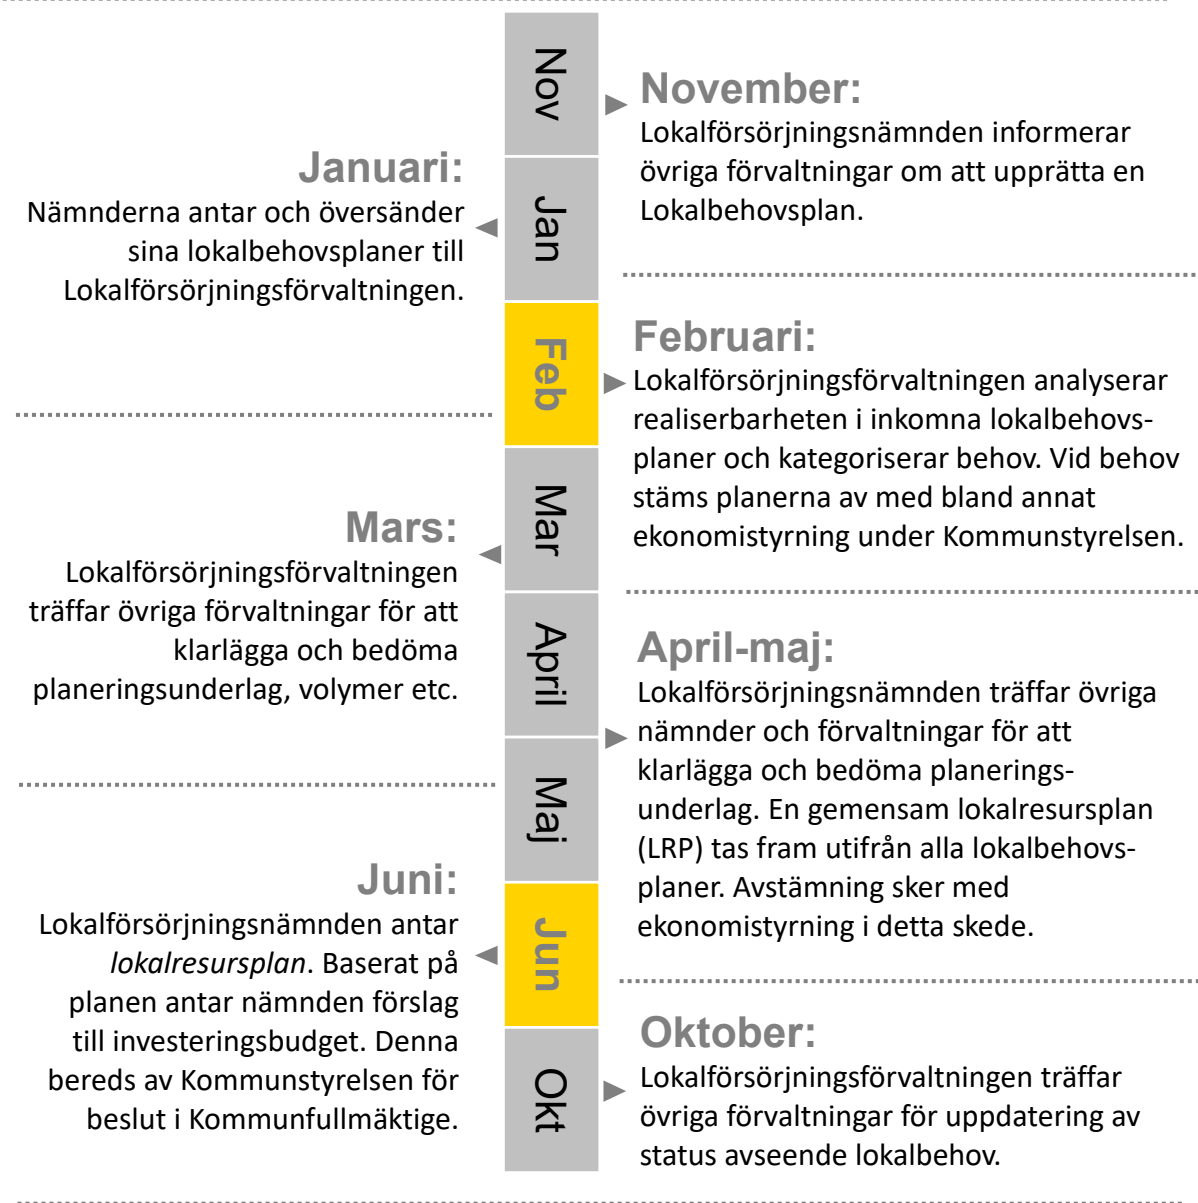 Nov
November:
Lokalförsörjningsnämnden informerar
övriga förvaltningar om att upprätta en
Lokalbehovsplan.
Jan
Januari:
Nämnderna antar och översänder
sina lokalbehovsplaner till
Lokalförsörjningsförvaltningen.
Feb
Februari:
Lokalförsörjningsförvaltningen analyserar
realiserbarheten i inkomna lokalbehovs-
planer och kategoriserar behov. Vid behov
stäms planerna av med bland annat
ekonomistyrning under Kommunstyrelsen.
Mar
Mars:
Lokalförsörjningsförvaltningen
träffar övriga förvaltningar för att
klarlägga och bedöma
planeringsunderlag, volymer etc.
April
Maj
April-maj:
Lokalförsörjningsnämnden träffar övriga
nämnder och förvaltningar för att
klarlägga och bedöma planerings-
underlag. En gemensam lokalresursplan
(LRP) tas fram utifrån alla lokalbehovs-
planer. Avstämning sker med
ekonomistyrning i detta skede.
Jun
Juni:
Lokalförsörjningsnämnden antar
lokalresursplan. Baserat på
planen antar nämnden förslag
till investeringsbudget. Denna
bereds av Kommunstyrelsen för
beslut i Kommunfullmäktige.
Okt
Oktober:
Lokalförsörjningsförvaltningen träffar
övriga förvaltningar för uppdatering av
status avseende lokalbehov.